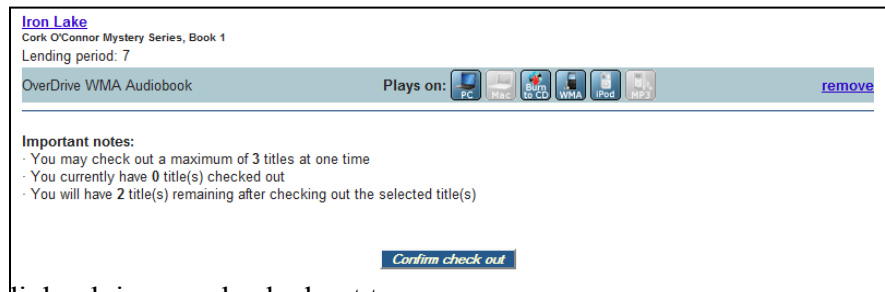 Iron Lake
Cork O'Connor Mystery Series, Book 1
Lending period: 7
OverDrive WMA Audiobook Plays on: PC Mac Burn to CD WMA iPod MP3 remove
Important notes:
· You may check out a maximum of 3 titles at one time
· You currently have 0 title(s) checked out
· You will have 2 title(s) remaining after checking out the selected title(s)
Confirm check out